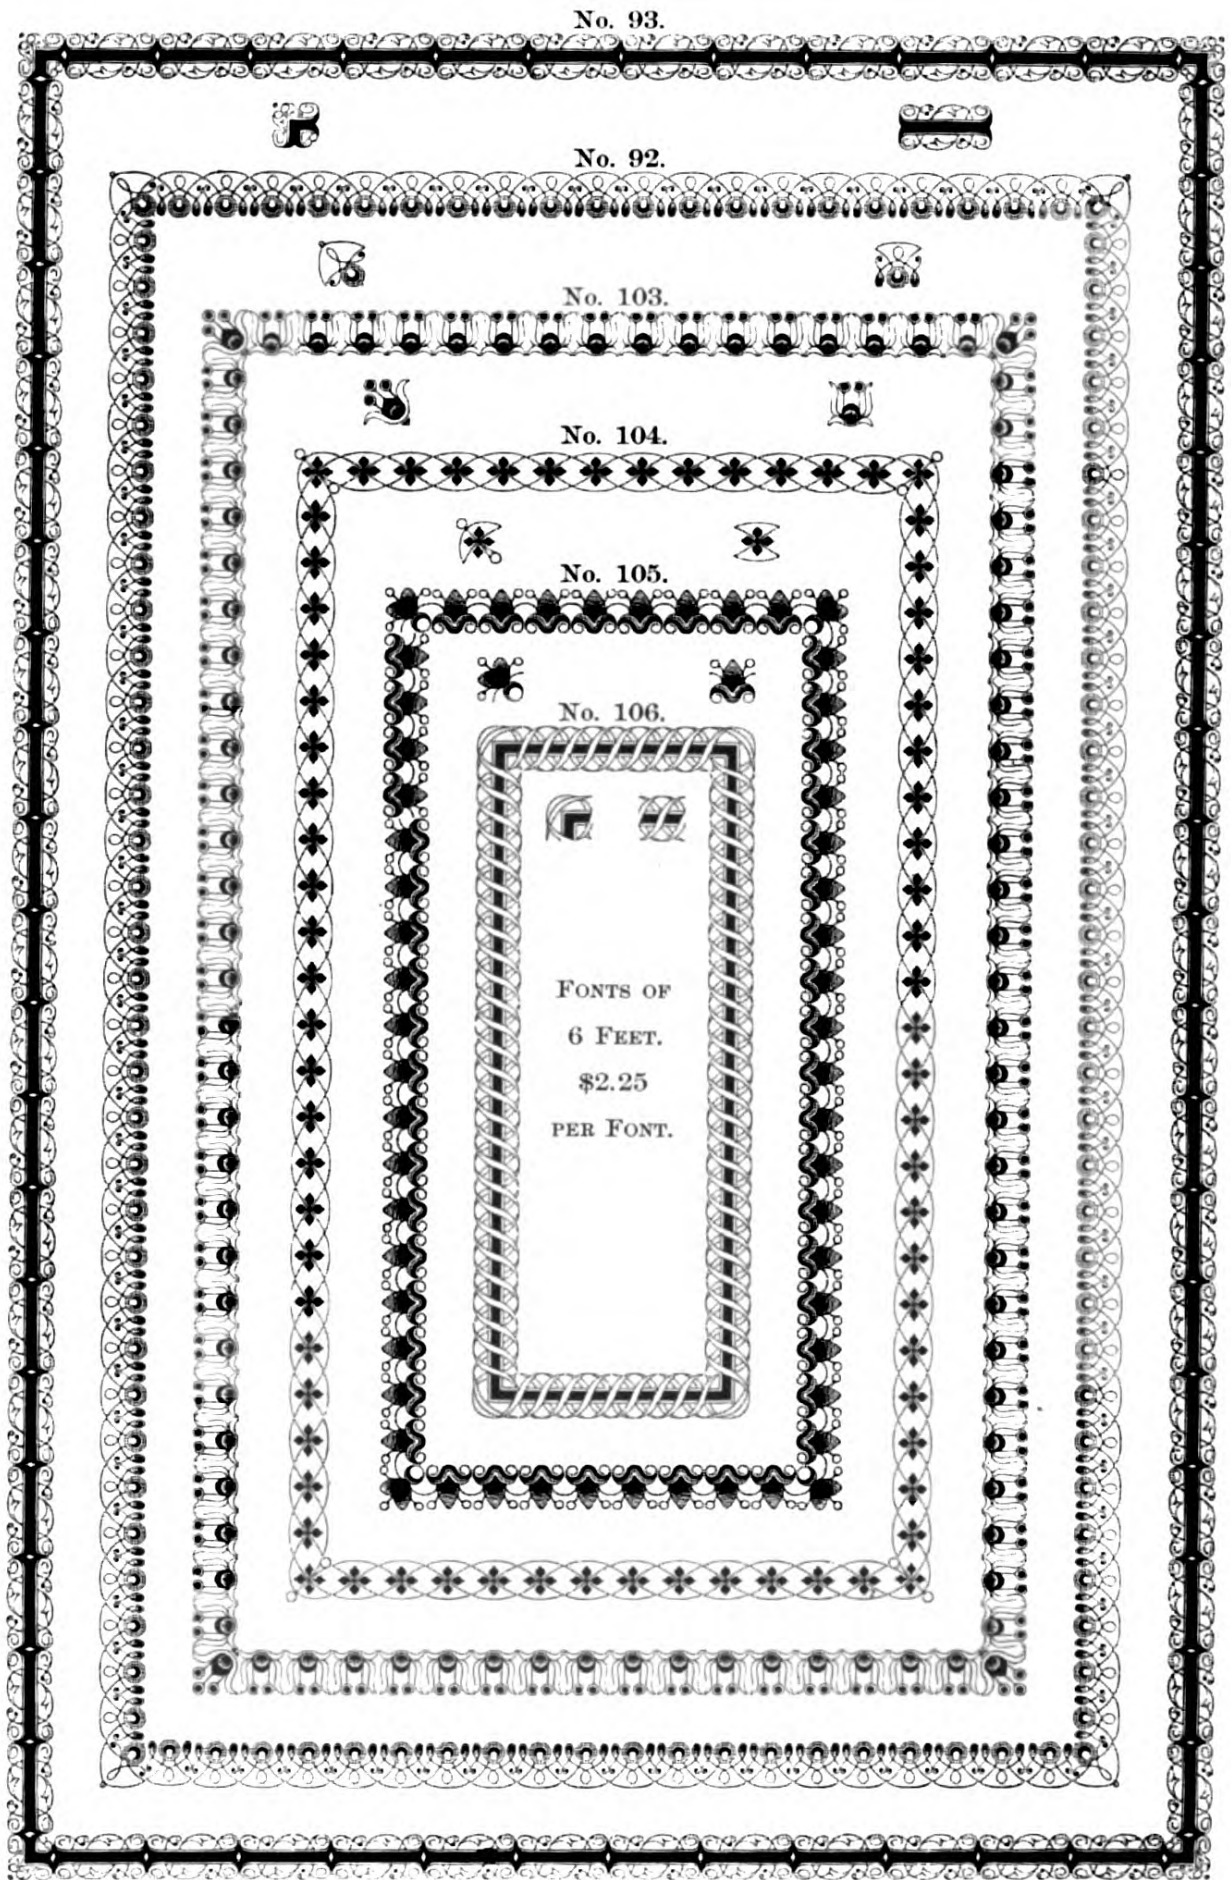 No. 93.
No. 92.
No. 103.
No. 104.
No. 105.
No. 106.
Fonts of
6 Feet.
$2.25
per Font.